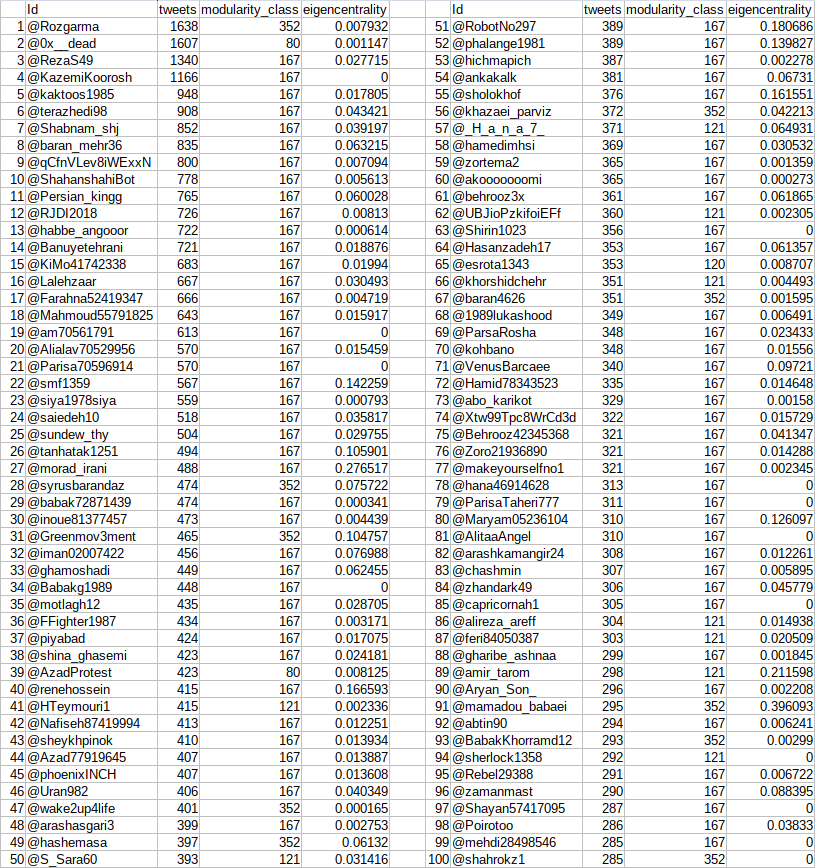 Id tweets modularity_class eigencentrality Id tweets modularity_class eigencentrality
1 @Rozgarma 1638 352 0.007932 51 @RobotNo297 389 167 0.180686
2 @0x__dead 1607 80 0.001147 52 @phalange1981 389 167 0.139827
3 @RezaS49 1340 167 0.027715 53 @hichmapich 387 167 0.002278
4 @KazemiKoorosh 1166 167 0 54 @ankakalk 381 167 0.06731
5 @kaktoos1985 948 167 0.017805 55 @sholokhof 376 167 0.161551
6 @terazhedi98 908 167 0.043421 56 @khazaei_parviz 372 352 0.042213
7 @Shabnam_shj 852 167 0.039197 57 @_H_a_n_a_7_ 371 121 0.064931
8 @baran_mehr36 835 167 0.063215 58 @hamedimhsi 369 167 0.030532
9 @qCfnVLev8iWExxN 800 167 0.007094 59 @zortema2 365 167 0.001359
10 @ShahanshahiBot 778 167 0.005613 60 @akooooooomi 365 167 0.000273
11 @Persian_kingg 765 167 0.060028 61 @behrooz3x 361 167 0.061865
12 @RJDI2018 726 167 0.00813 62 @UBJioPzkifoiEFf 360 121 0.002305
13 @habbe_angooor 722 167 0.000614 63 @Shirin1023 356 167 0
14 @Banuyetehrani 721 167 0.018876 64 @Hasanzadeh17 353 167 0.061357
15 @KiMo41742338 683 167 0.01994 65 @esrota1343 353 120 0.008707
16 @Lalehzaar 667 167 0.030493 66 @khorshidchehr 351 121 0.004493
17 @Farahna52419347 666 167 0.004719 67 @baran4626 351 352 0.001595
18 @Mahmoud55791825 643 167 0.015917 68 @1989lukashood 349 167 0.006491
19 @am70561791 613 167 0 69 @ParsaRosha 348 167 0.023433
20 @Alialav70529956 570 167 0.015459 70 @kohbano 348 167 0.01556
21 @Parisa70596914 570 167 0 71 @VenusBarcaee 340 167 0.09721
22 @smf1359 567 167 0.142259 72 @Hamid78343523 335 167 0.014648
23 @siya1978siya 559 167 0.000793 73 @abo_karikot 329 167 0.00158
24 @saiedeh10 518 167 0.035817 74 @Xtw99Tpc8WrCd3d 322 167 0.015729
25 @sundew_thy 504 167 0.029755 75 @Behrooz42345368 321 167 0.041347
26 @tanhatak1251 494 167 0.105901 76 @Zoro21936890 321 167 0.014288
27 @morad_irani 488 167 0.276517 77 @makeyourselfno1 321 167 0.002345
28 @syrusbarandaz 474 352 0.075722 78 @hana46914628 313 167 0
29 @babak72871439 474 167 0.000341 79 @ParisaTaheri777 311 167 0
30 @inoue81377457 473 167 0.004439 80 @Maryam05236104 310 167 0.126097
31 @Greenmov3ment 465 352 0.104757 81 @AlitaaAngel 310 167 0
32 @iman02007422 456 167 0.076988 82 @arashkamangir24 308 167 0.012261
33 @ghamoshadi 449 167 0.062455 83 @chashmin 307 167 0.005895
34 @Babakg1989 448 167 0 84 @zhandark49 306 167 0.045779
35 @motlagh12 435 167 0.028705 85 @capricornah1 305 167 0
36 @FFighter1987 434 167 0.003171 86 @alireza_areff 304 121 0.014938
37 @piyabad 424 167 0.017075 87 @feri84050387 303 121 0.020509
38 @shina_ghasemi 423 167 0.024181 88 @gharibe_ashnaa 299 167 0.001845
39 @AzadProtest 423 80 0.008125 89 @amir_tarom 298 121 0.211598
40 @renehossein 415 167 0.166593 90 @Aryan_Son_ 296 167 0.002208
41 @HTeymouri1 415 121 0.002336 91 @mamadou_babaei 295 352 0.396093
42 @Nafiseh87419994 413 167 0.012251 92 @abtin90 294 167 0.006241
43 @sheykhpinok 410 167 0.013934 93 @BabakKhorramd12 293 352 0.00299
44 @Azad77919645 407 167 0.013887 94 @sherlock1358 292 121 0
45 @phoenixINCH 407 167 0.013608 95 @Rebel29388 291 167 0.006722
46 @Uran982 406 167 0.040349 96 @zamanmast 290 167 0.088395
47 @wake2up4life 401 352 0.000165 97 @Shayan57417095 287 167 0
48 @arashasgari3 399 167 0.002753 98 @Poirotoo 286 167 0.03833
49 @hashemasa 397 352 0.06132 99 @mehdi28498546 285 167 0
50 @S_Sara60 393 121 0.031416 100 @shahrokz1 285 352 0